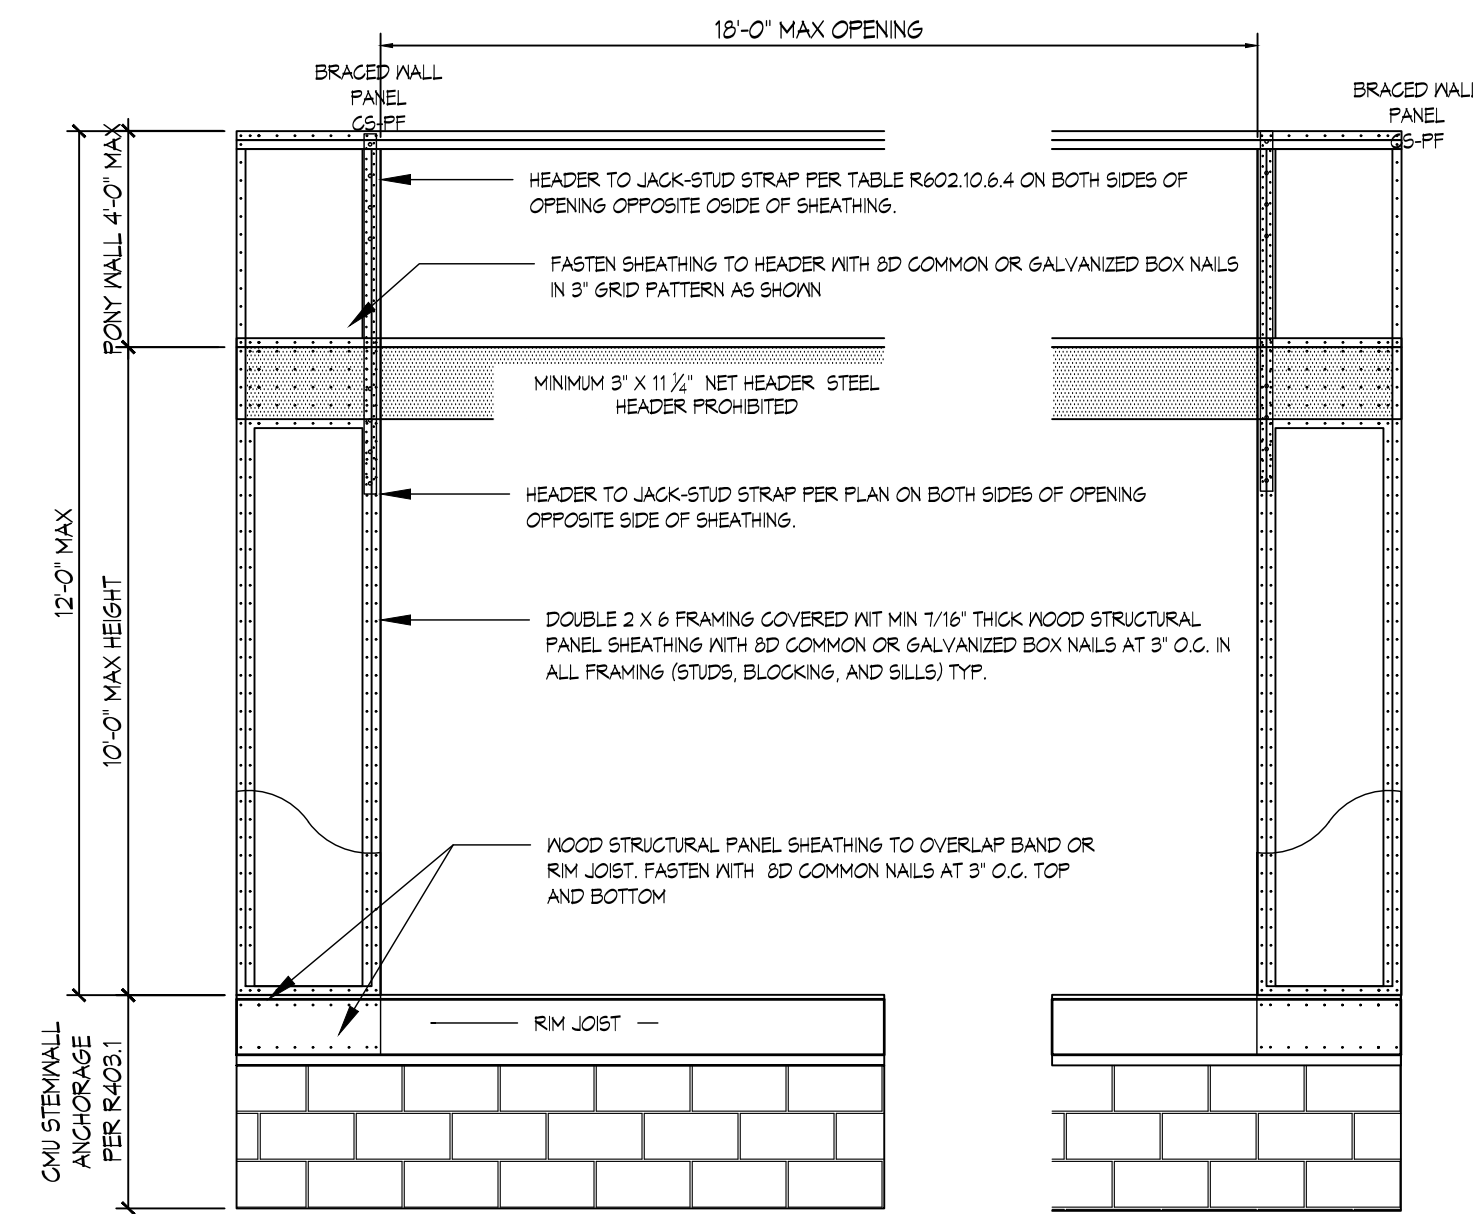 18'-0" MAX OPENING
BRACED WALL
PANEL
CS-PF
BRACED WALL
PANEL
CS-PF
PONY WALL 4'-0" MAX
HEADER TO JACK-STUD STRAP PER TABLE R602.10.6.4 ON BOTH SIDES OF
OPENING OPPOSITE OSIDE OF SHEATHING.
FASTEN SHEATHING TO HEADER WITH 8D COMMON OR GALVANIZED BOX NAILS
IN 3" GRID PATTERN AS SHOWN
MINIMUM 3" X 11 1/4" NET HEADER STEEL
HEADER PROHIBITED
HEADER TO JACK-STUD STRAP PER PLAN ON BOTH SIDES OF OPENING
OPPOSITE SIDE OF SHEATHING.
12'-0" MAX
10'-0" MAX HEIGHT
DOUBLE 2 X 6 FRAMING COVERED WIT MIN 7/16" THICK WOOD STRUCTURAL
PANEL SHEATHING WITH 8D COMMON OR GALVANIZED BOX NAILS AT 3" O.C. IN
ALL FRAMING (STUDS, BLOCKING, AND SILLS) TYP.
WOOD STRUCTURAL PANEL SHEATHING TO OVERLAP BAND OR
RIM JOIST. FASTEN WITH 8D COMMON NAILS AT 3" O.C. TOP
AND BOTTOM
RIM JOIST
CMU STEMWALL
ANCHORAGE
PER R403.1